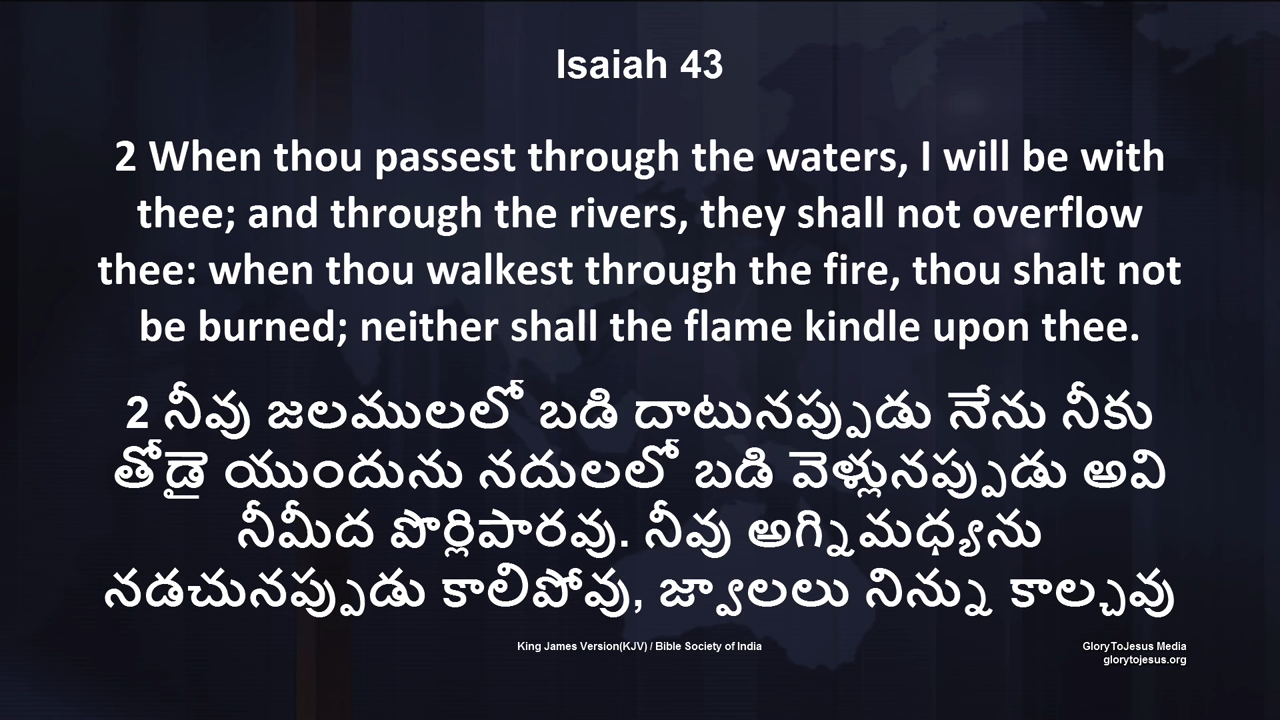 Isaiah 43
2 When thou passest through the waters, I will be with
thee; and through the rivers, they shall not overflow
thee: when thou walkest through the fire, thou shalt not
be burned; neither shall the flame kindle upon thee.
2 నీవు జలములలో బడి దాటునప్పుడు నేను నీకు
తోడై యుందును నదులలో బడి వెళ్లునప్పుడు అవి
నీమీద పొర్లిపారవు. నీవు అగ్నిమధ్యను
నడచునప్పుడు కాలిపోవు, జ్వాలలు నిన్ను కాల్చవు
King James Version(KJV) / Bible Society of India
GloryToJesus Media
glorytojesus.org